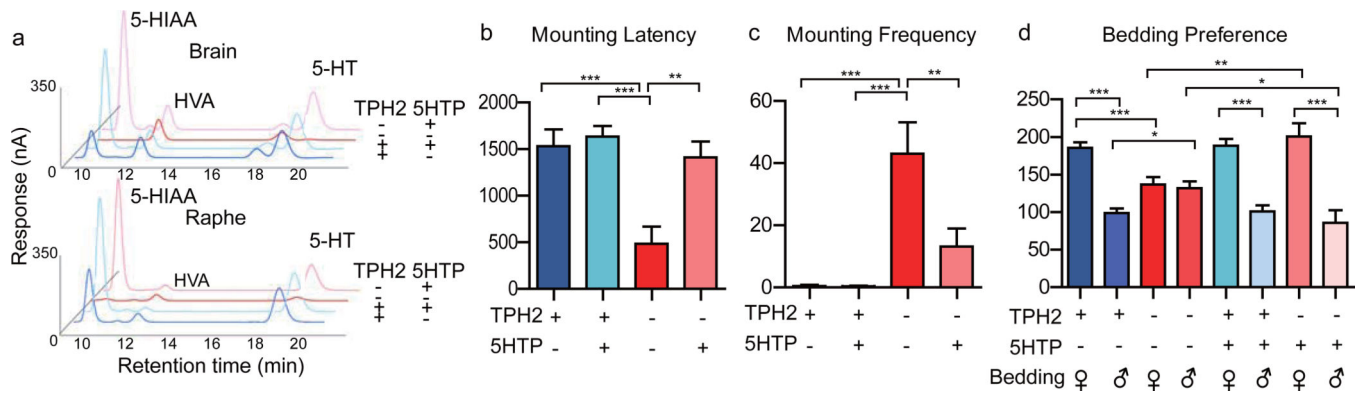 a
5-HIAA
Brain
5-HT
HVA
TPH2 5HTP
- +
- -
+ +
+ -
350
0
10 12 14 16 18 20
5-HIAA
Raphe
5-HT
HVA
TPH2 5HTP
- +
- -
+ +
+ -
350
0
10 12 14 16 18 20
Response (nA)
Retention time (min)
b Mounting Latency
*** **
***
2000
1500
1000
500
0
TPH2 + + - -
5HTP - + - +
c Mounting Frequency
*** **
***
60
40
20
0
TPH2 + + - -
5HTP - + - +
d Bedding Preference
**
*** *
*** *** ***
*
250
200
150
100
50
0
TPH2 + + - - + + - -
5HTP - - - - + + + +
Bedding ♀ ♂ ♀ ♂ ♀ ♂ ♀ ♂